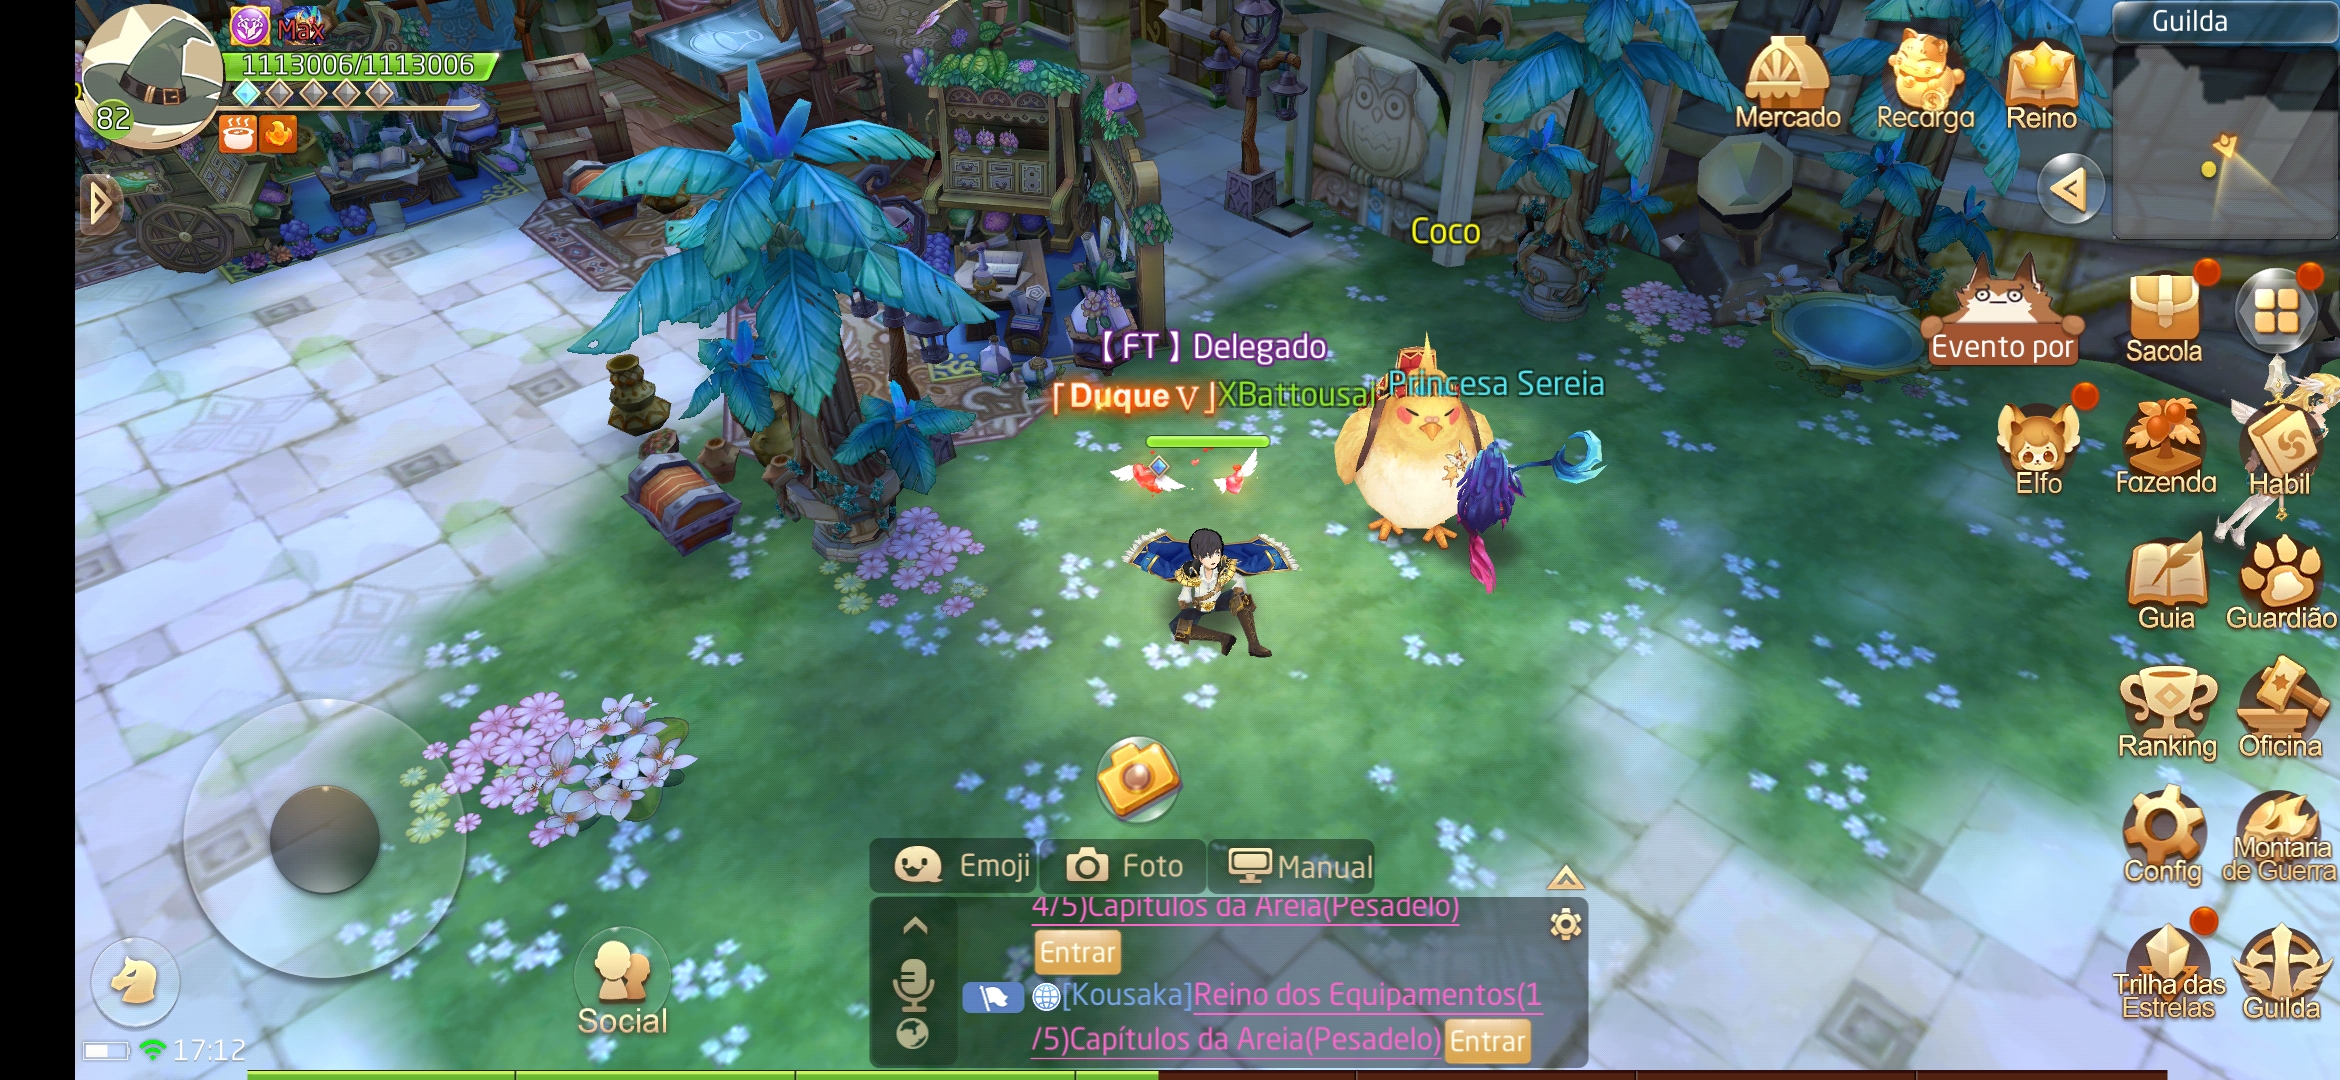 Max
1113006/1113006
82
Mercado
Recarga
Reino
Guilda
Coco
Evento por
Sacola
【FT】Delegado
「Duque V」XBattousai
Princesa Sereia
Elfo
Fazenda
Habil
Guia
Guardião
Ranking
Oficina
Config
Montaria
de Guerra
Trilha das
Estrelas
Guilda
Emoji
Foto
Manual
4/5)Capítulos da Areia(Pesadelo)
Entrar
[Kousaka]Reino dos Equipamentos(1
/5)Capítulos da Areia(Pesadelo)
Entrar
Social
17:12